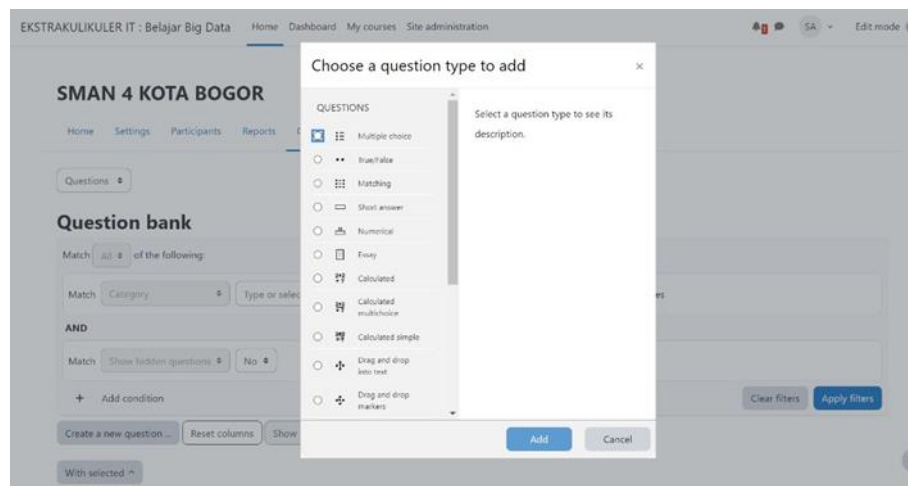 EKSTRAKULIKULER IT : Belajar Big Data Home Dashboard My courses Site administration SA Edit mode
Choose a question type to add ×
SMAN 4 KOTA BOGOR
Home Settings Participants Reports
QUESTIONS
Select a question type to see its
description.
Multiple choice
True/False
Matching
Short answer
Numerical
Essay
Calculated
Calculated
multichoice
Calculated simple
Drag and drop
into text
Drag and drop
markers
Add Cancel
Questions
Question bank
Match All of the following:
Match Category Type or selec
AND
Match Show hidden questions No
+ Add condition
Clear filters Apply filters
Create a new question ... Reset columns Show
With selected